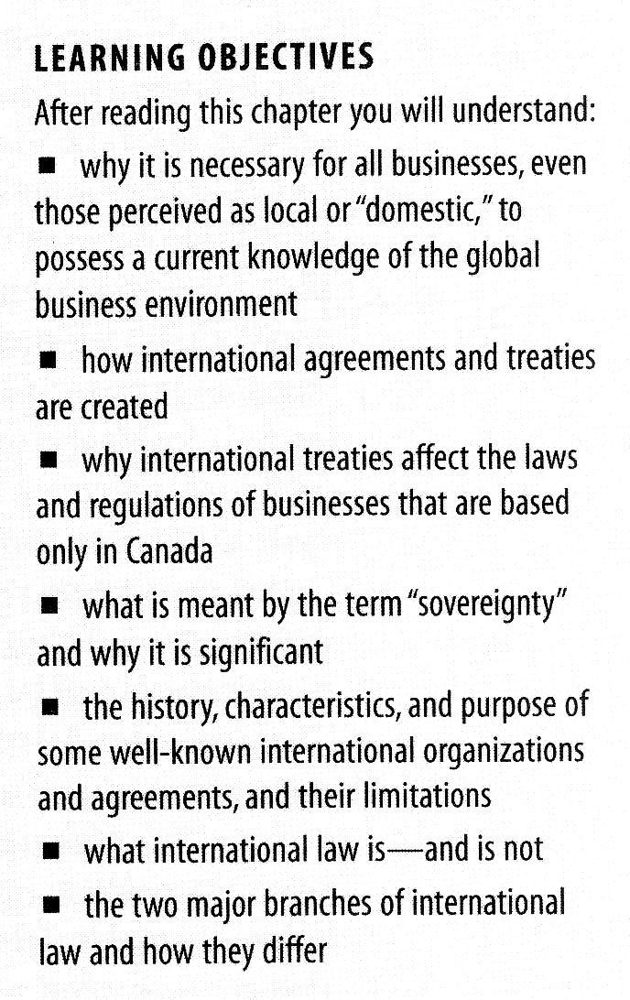 LEARNING OBJECTIVES
After reading this chapter you will understand:
■ why it is necessary for all businesses, even
those perceived as local or “domestic,” to
possess a current knowledge of the global
business environment
■ how international agreements and treaties
are created
■ why international treaties affect the laws
and regulations of businesses that are based
only in Canada
■ what is meant by the term “sovereignty”
and why it is significant
■ the history, characteristics, and purpose of
some well-known international organizations
and agreements, and their limitations
■ what international law is—and is not
■ the two major branches of international
law and how they differ